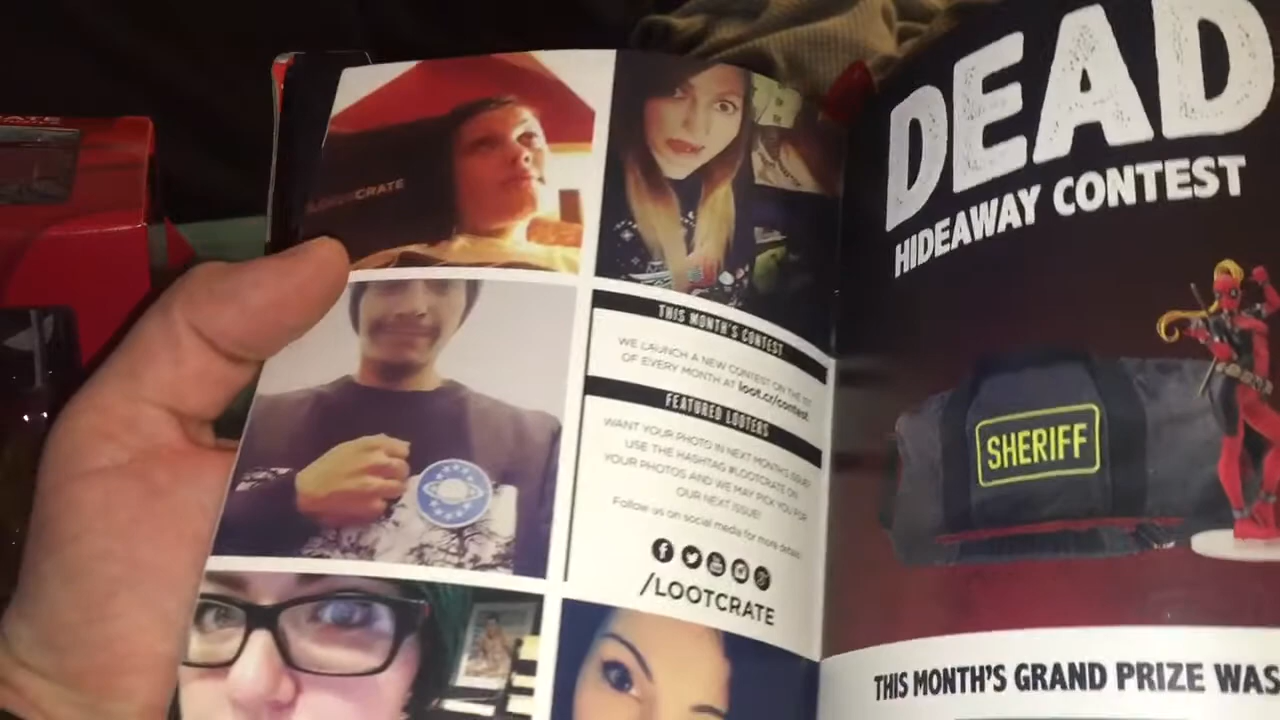 CRATE
THIS MONTH'S CONTEST
WE LAUNCH A NEW CONTEST ON THE 1ST
OF EVERY MONTH AT loot.cr/contest
FEATURED LOOTERS
WANT YOUR PHOTO IN NEXT MONTH'S ISSUE?
USE THE HASHTAG #LOOTCRATE ON
YOUR PHOTOS AND WE MAY PICK YOU FOR
OUR NEXT ISSUE!
Follow us on social media for more details
/LOOTCRATE
DEAD
HIDEAWAY CONTEST
SHERIFF
THIS MONTH'S GRAND PRIZE WAS